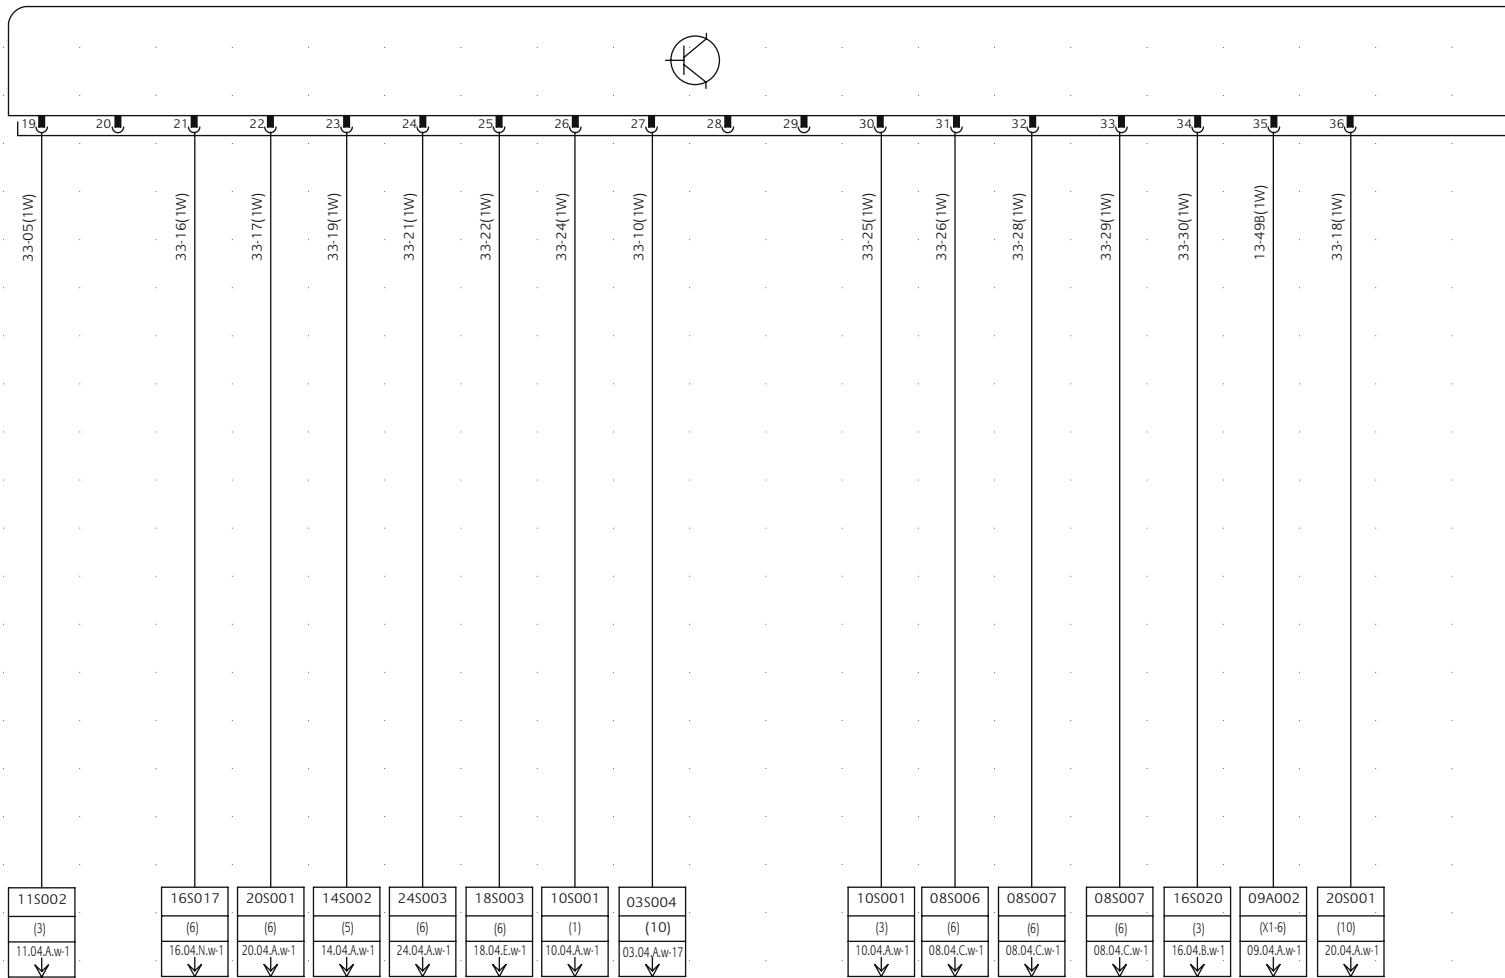 19 20 21 22 23 24 25 26 27 28 29 30 31 32 33 34 35 36
33-05(1W)
33-16(1W)
33-17(1W)
33-19(1W)
33-21(1W)
33-22(1W)
33-24(1W)
33-10(1W)
33-25(1W)
33-26(1W)
33-28(1W)
33-29(1W)
33-30(1W)
13-49B(1W)
33-18(1W)
11S002 16S017 20S001 14S002 24S003 18S003 10S001 03S004 10S001 08S006 08S007 08S007 16S020 09A002 20S001
(3) (6) (6) (5) (6) (6) (1) (10) (3) (6) (6) (6) (3) (X1-6) (10)
11.04.A.w-1 16.04.N.w-1 20.04.A.w-1 14.04.A.w-1 24.04.A.w-1 18.04.E.w-1 10.04.A.w-1 03.04.A.w-17 10.04.A.w-1 08.04.C.w-1 08.04.C.w-1 08.04.C.w-1 16.04.B.w-1 09.04.A.w-1 20.04.A.w-1